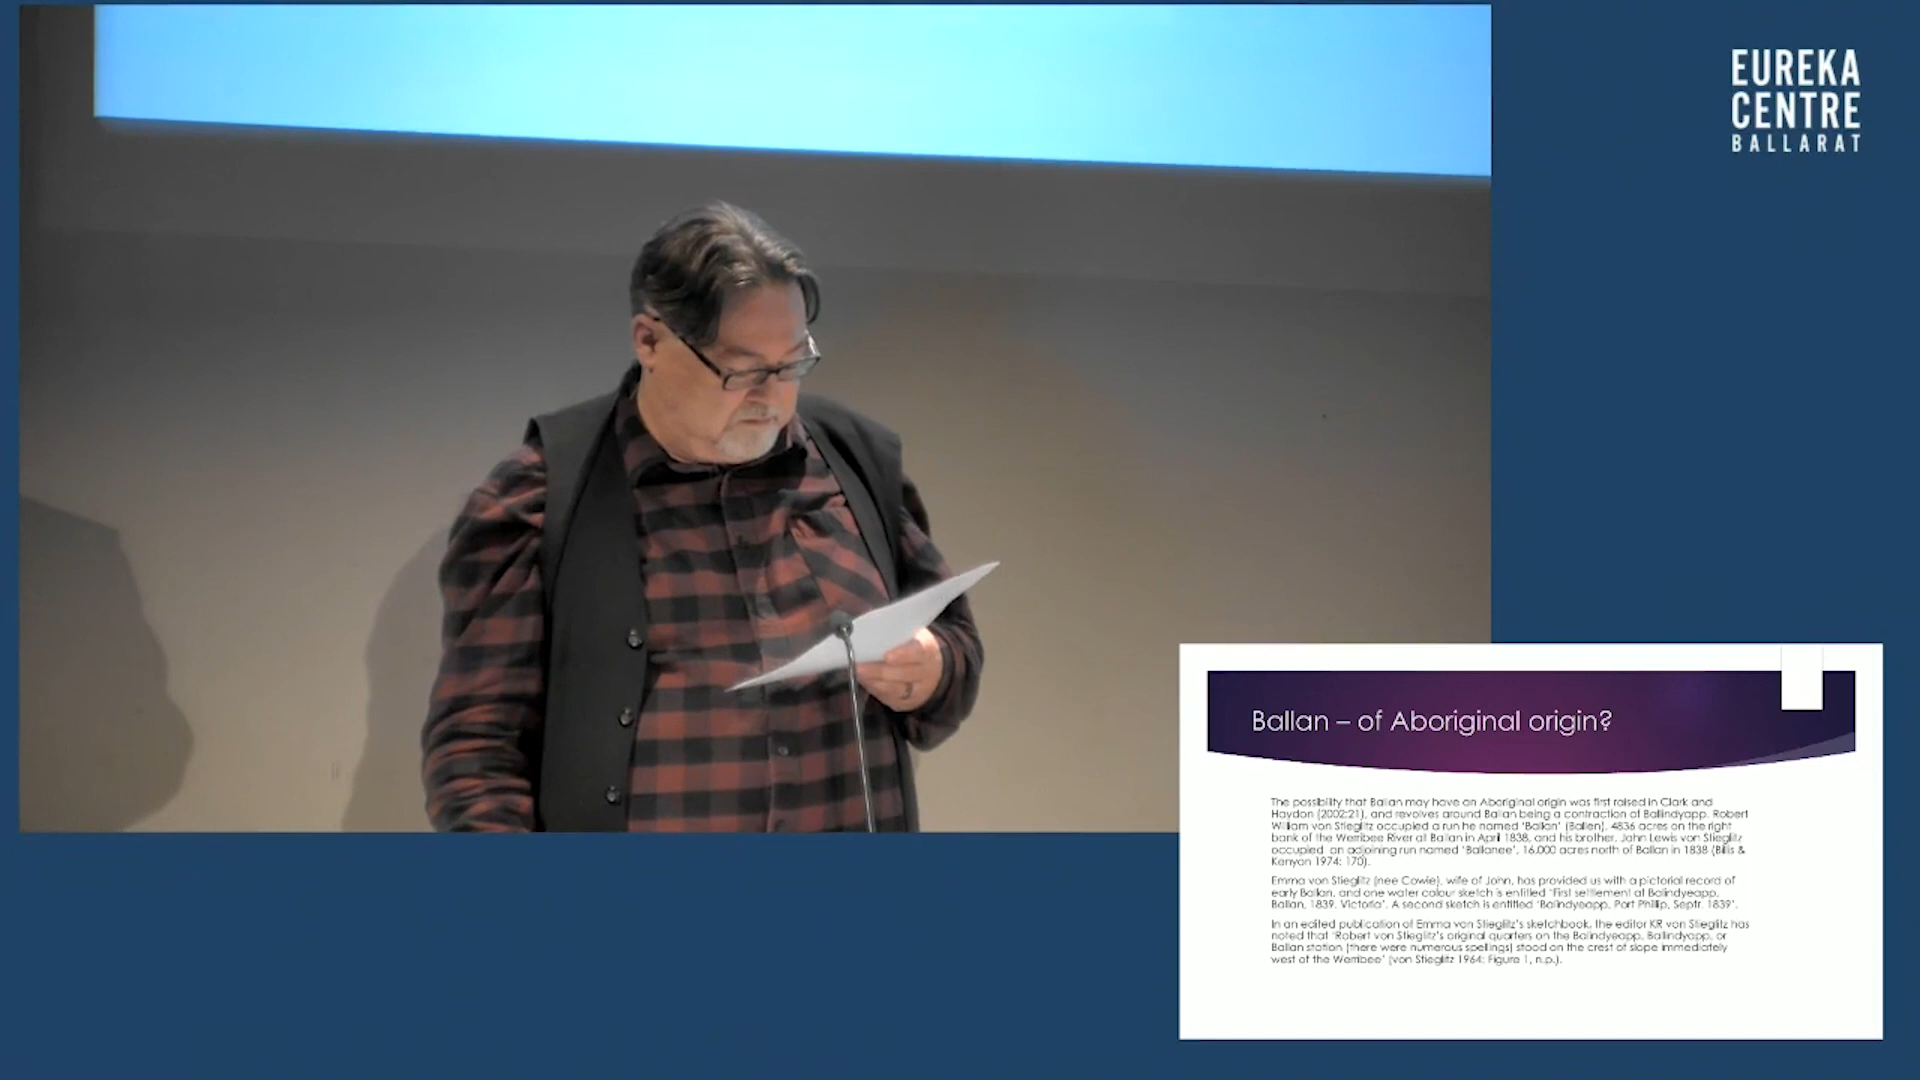 EUREKA
CENTRE
BALLARAT
Ballan – of Aboriginal origin?
The possibility that Ballan may have an Aboriginal origin was first raised in Clark and
Haydon (2002:21), and revolves around Ballan being a contraction of Ballindyapp. Robert
William von Stieglitz occupied a run he named 'Ballan' (Ballen), 4836 acres on the right
bank of the Werribee River at Ballan in April 1838, and his brother, John Lewis von Stieglitz
occupied an adjoining run named 'Ballanee', 16,000 acres north of Ballan in 1838 (Billis &
Kenyon 1974: 170).
Emma von Stieglitz (nee Cowie), wife of John, has provided us with a pictorial record of
early Ballan, and one water colour sketch is entitled 'First settlement at Balindyeapp,
Ballan, 1839, Victoria'. A second sketch is entitled 'Balindyeapp, Port Phillip, Septr. 1839'.
In an edited publication of Emma von Stieglitz's sketchbook, the editor KR von Stieglitz has
noted that 'Robert von Stieglitz's original quarters on the Balindyeapp, Ballindyapp, or
Ballan station (there were numerous spellings) stood on the crest of slope immediately
west of the Werribee' (von Stieglitz 1964: Figure 1, n.p.).